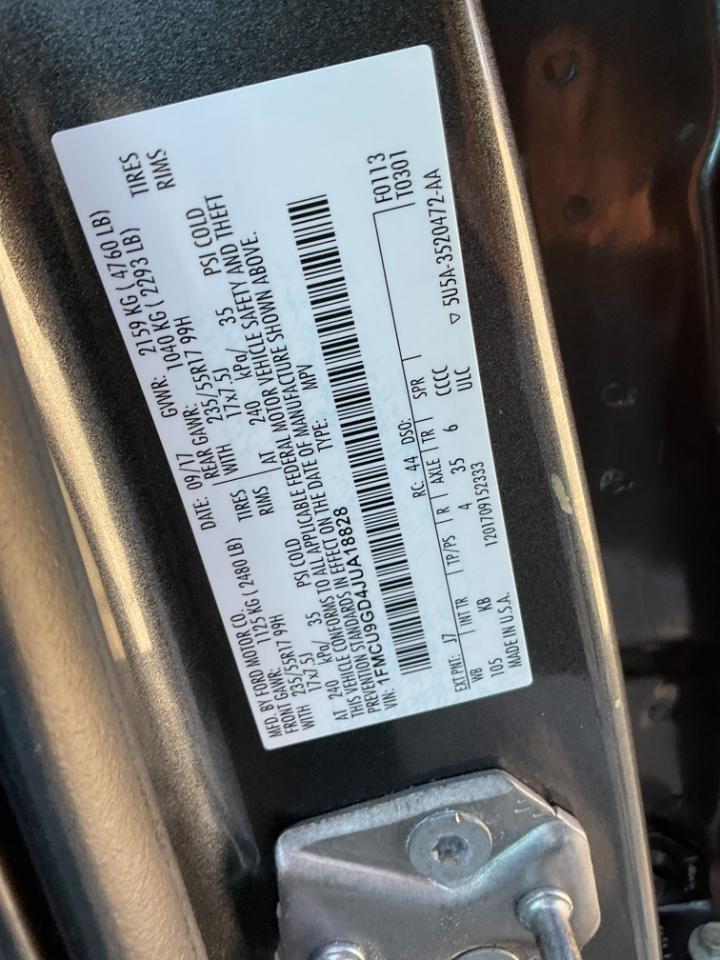 MFD. BY FORD MOTOR CO. DATE: 09/17 GVWR: 2159 KG ( 4760 LB)
FRONT GAWR: 1125 KG ( 2480 LB) REAR GAWR: 1040 KG ( 2293 LB)
WITH 235/55R17 99H TIRES WITH 235/55R17 99H TIRES
17x7.5J RIMS 17x7.5J RIMS
AT 240 kPa/ 35 PSI COLD AT 240 kPa/ 35 PSI COLD
THIS VEHICLE CONFORMS TO ALL APPLICABLE FEDERAL MOTOR VEHICLE SAFETY AND THEFT
PREVENTION STANDARDS IN EFFECT ON THE DATE OF MANUFACTURE SHOWN ABOVE.
VIN: 1FMCU9GD4JUA18828 TYPE: MPV
F0113
T0301
EXT PNT: J7 RC: 44 DSO:
WB INT TR TP/PS R AXLE TR SPR
105 KB 4 35 6 CCCC
MADE IN U.S.A. 1201709152333 ULC
▽ 5U5A-3520472-AA